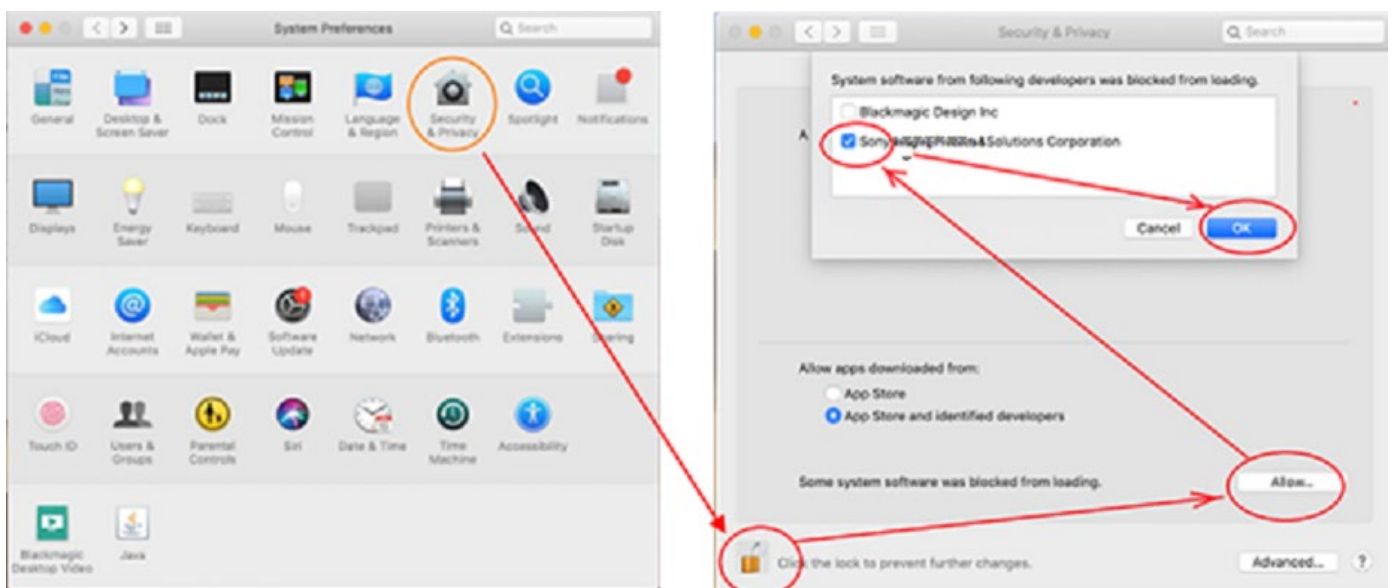 System Preferences
Search
General
Desktop &
Screen Saver
Dock
Mission
Control
Language
& Region
Security
& Privacy
Spotlight
Notifications
Displays
Energy
Saver
Keyboard
Mouse
Trackpad
Printers &
Scanners
Sound
Startup
Disk
iCloud
Internet
Accounts
Wallet &
Apple Pay
Software
Update
Network
Bluetooth
Extensions
Sharing
Touch ID
Users &
Groups
Parental
Controls
Siri
Date & Time
Time
Machine
Accessibility
Blackmagic
Desktop Video
Java
Security & Privacy
Search
System software from following developers was blocked from loading.
Blackmagic Design Inc
A
Sony Solutions Corporation
Cancel
OK
Allow apps downloaded from:
App Store
App Store and identified developers
Some system software was blocked from loading.
Allow...
Click the lock to prevent further changes.
Advanced...
?